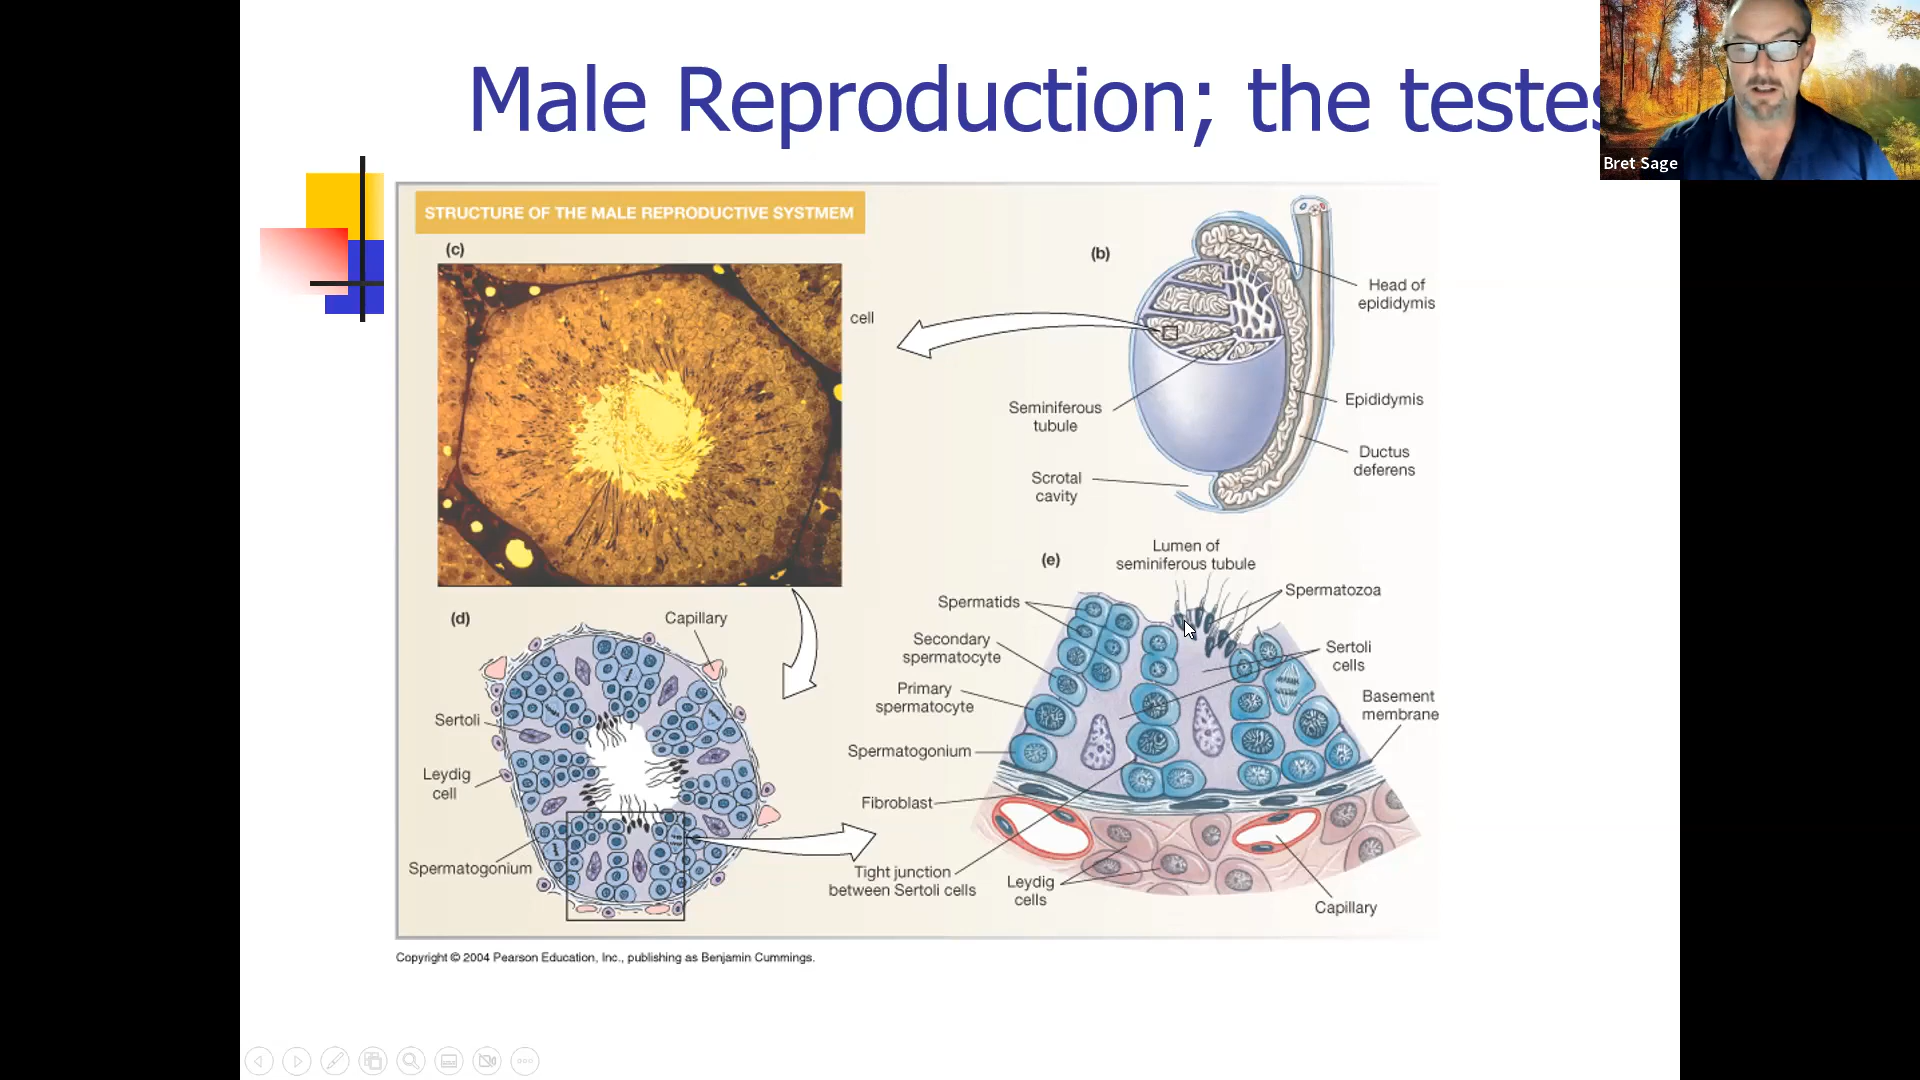 Male Reproduction; the testes
Bret Sage
STRUCTURE OF THE MALE REPRODUCTIVE SYSTMEM
(c)
cell
(b)
Head of
epididymis
Seminiferous
tubule
Epididymis
Ductus
deferens
Scrotal
cavity
(d)
Capillary
Sertoli
Leydig
cell
Spermatogonium
(e)
Lumen of
seminiferous tubule
Spermatids
Spermatozoa
Secondary
spermatocyte
Sertoli
cells
Primary
spermatocyte
Basement
membrane
Spermatogonium
Fibroblast
Tight junction
between Sertoli cells
Leydig
cells
Capillary
Copyright © 2004 Pearson Education, Inc., publishing as Benjamin Cummings.